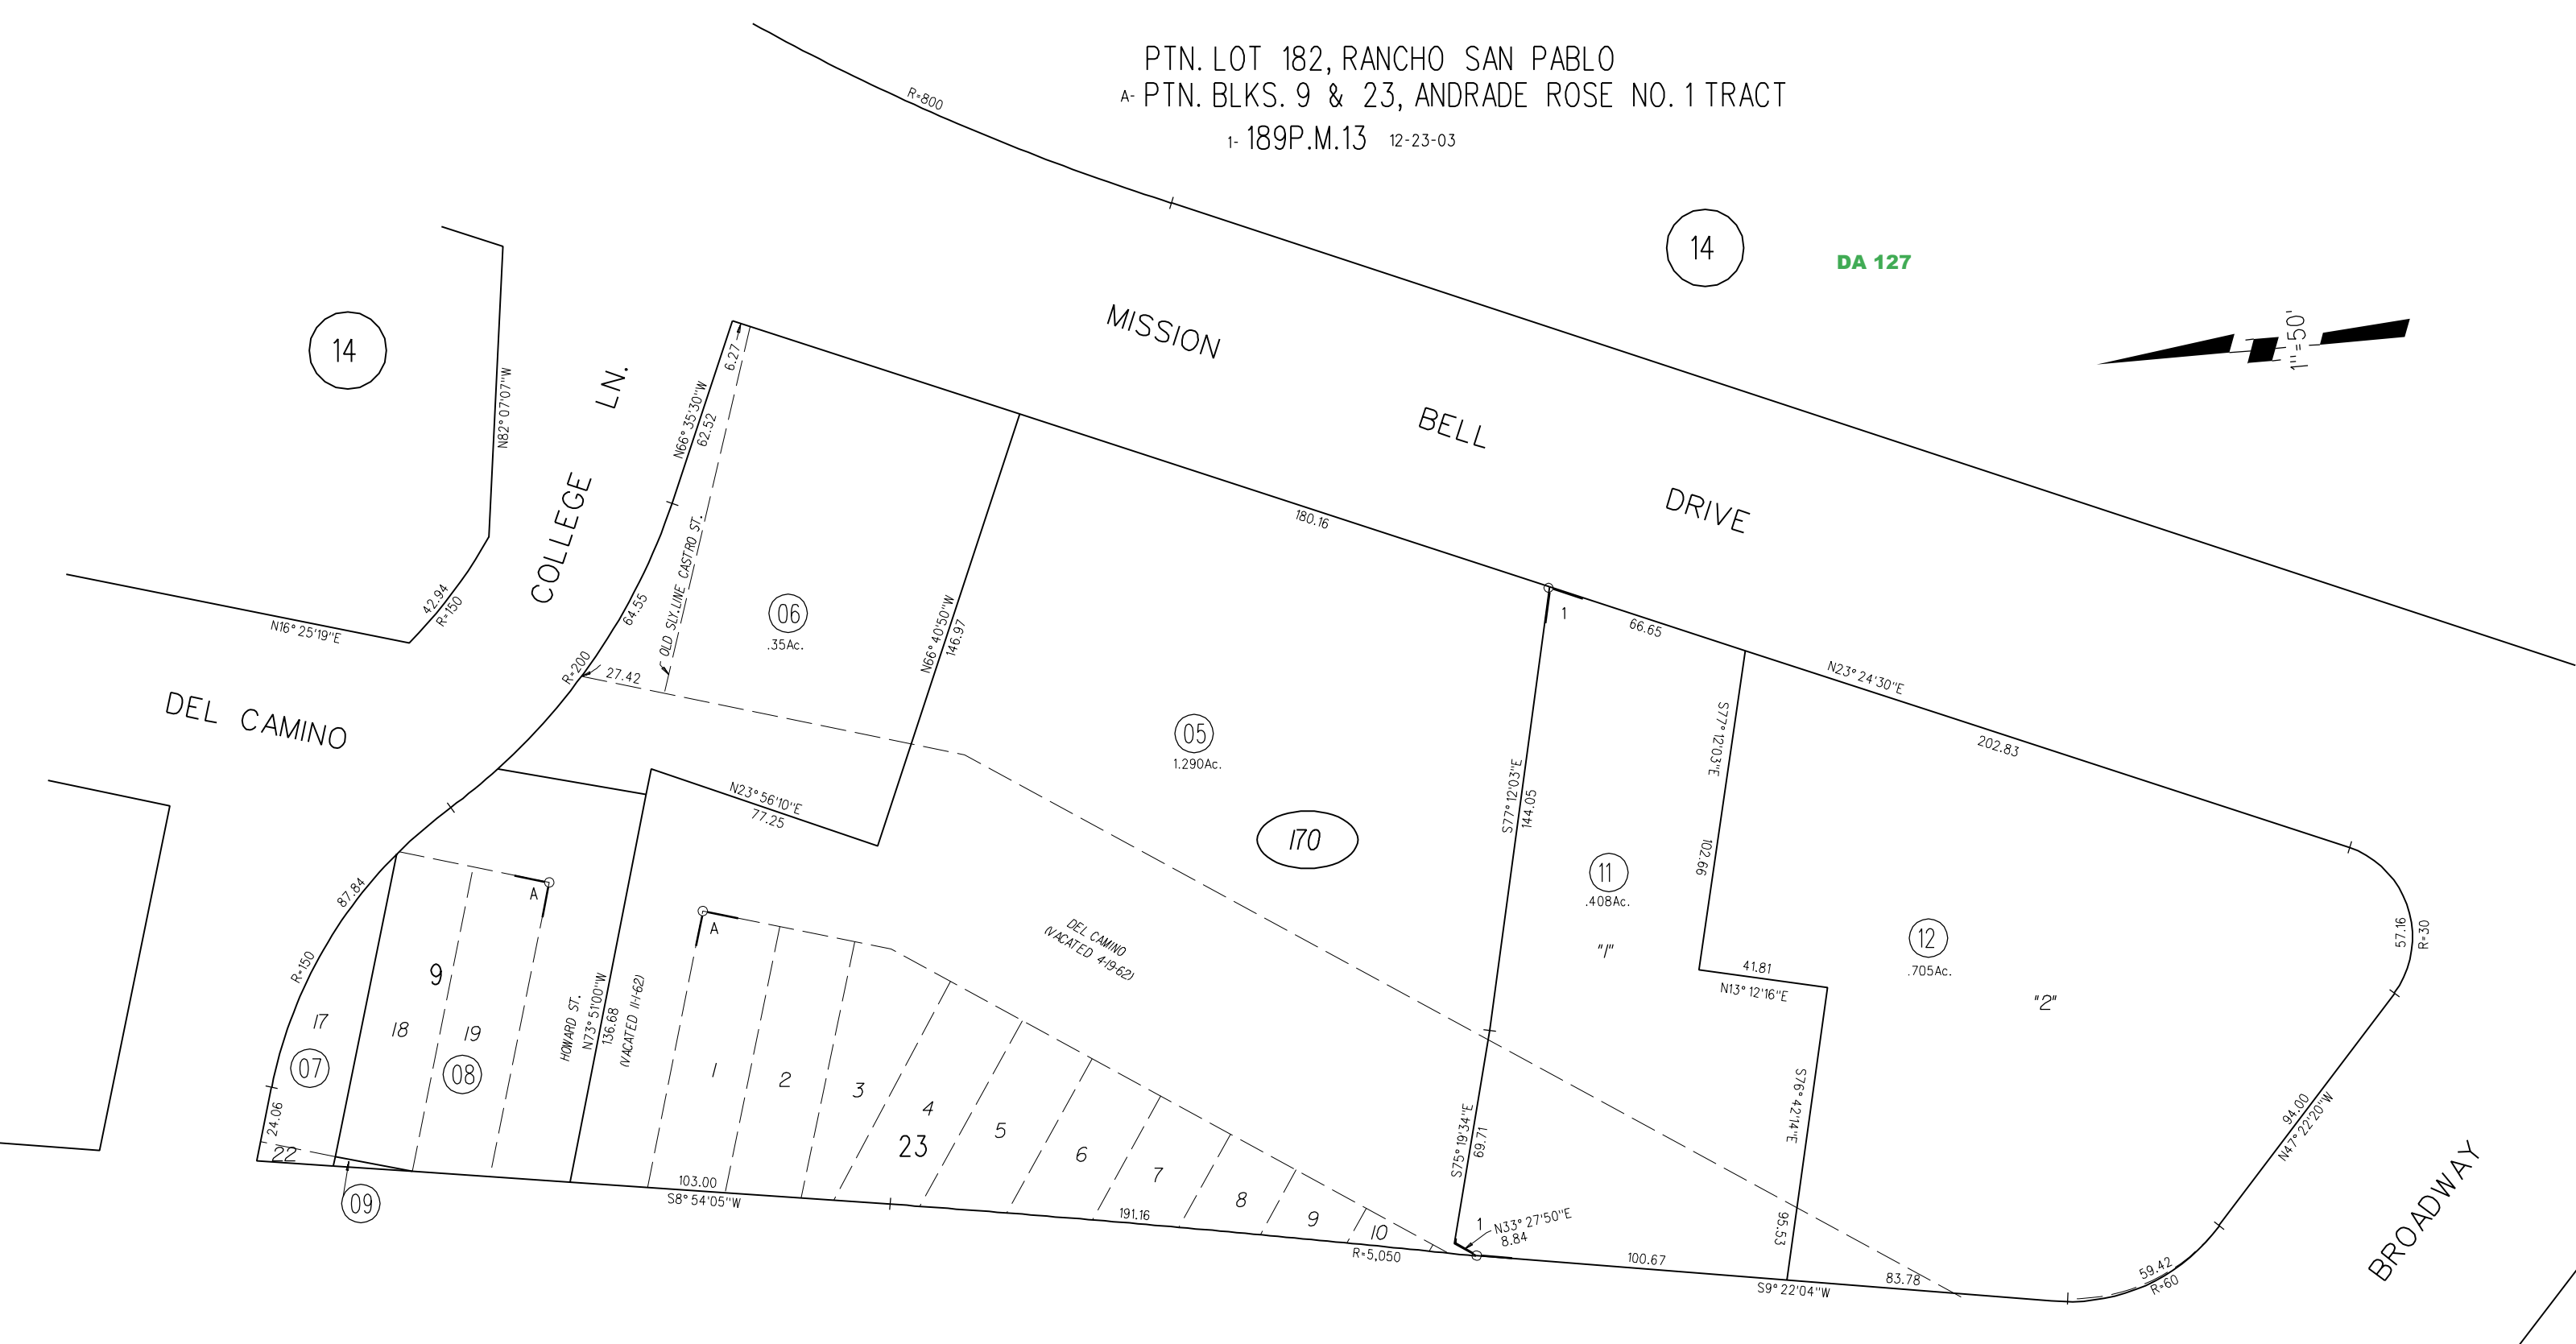 PTN. LOT 182, RANCHO SAN PABLO
A- PTN. BLKS. 9 & 23, ANDRADE ROSE NO. 1 TRACT
1- 189P.M.13 12-23-03
R=800
14
DA 127
1"=50'
14
MISSION
BELL
DRIVE
COLLEGE LN.
N82°07'07"W
42.94
R=150
N16°25'19"E
DEL CAMINO
6.27
N66°35'30"W
62.52
OLD SLY.LINE CASTRO ST.
64.55
R=200
27.42
06
.35Ac.
N66°40'50"W
146.97
180.16
05
1.290Ac.
170
N23°56'10"E
77.25
1
66.65
N23°24'30"E
202.83
S77°12'03"E
144.05
S77°12'03"E
102.66
11
.408Ac.
"1"
41.81
N13°12'16"E
12
.705Ac.
"2"
57.16
R=30
94.00
N47°22'20"W
BROADWAY
59.42
R=60
S76°42'14"E
95.53
83.78
S9°22'04"W
100.67
N33°27'50"E
8.84
1
S75°19'34"E
69.71
DEL CAMINO
(VACATED 4-19-62)
87.84
R=150
A
9
17
18
19
07
08
24.06
22
09
HOWARD ST.
N73°51'00"W
136.68
(VACATED 11-1-62)
A
1
2
3
4
23
5
6
7
8
9
10
103.00
S8°54'05"W
191.16
R=5,050